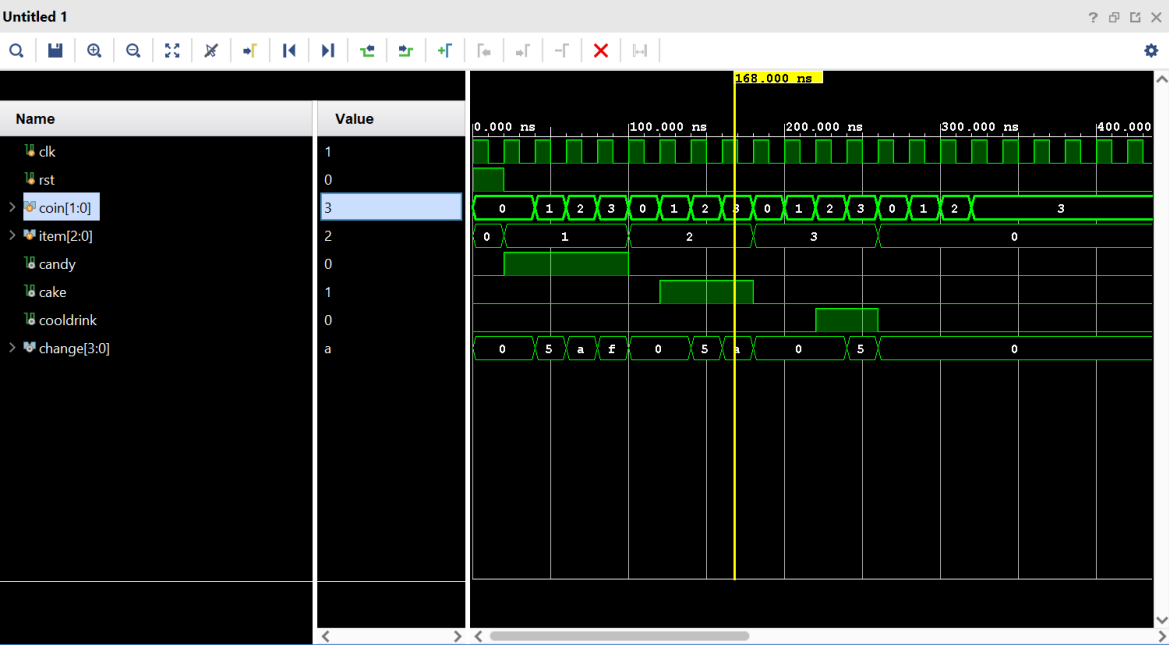 Untitled 1
?
168.000 ns
Name Value
0.000 ns 100.000 ns 200.000 ns 300.000 ns 400.000
clk 1
rst 0
coin[1:0] 3 0 1 2 3 0 1 2 3 0 1 2 3 0 1 2 3
item[2:0] 2 0 1 2 3 0
candy 0
cake 1
cooldrink 0
change[3:0] a 0 5 a f 0 5 a 0 5 0